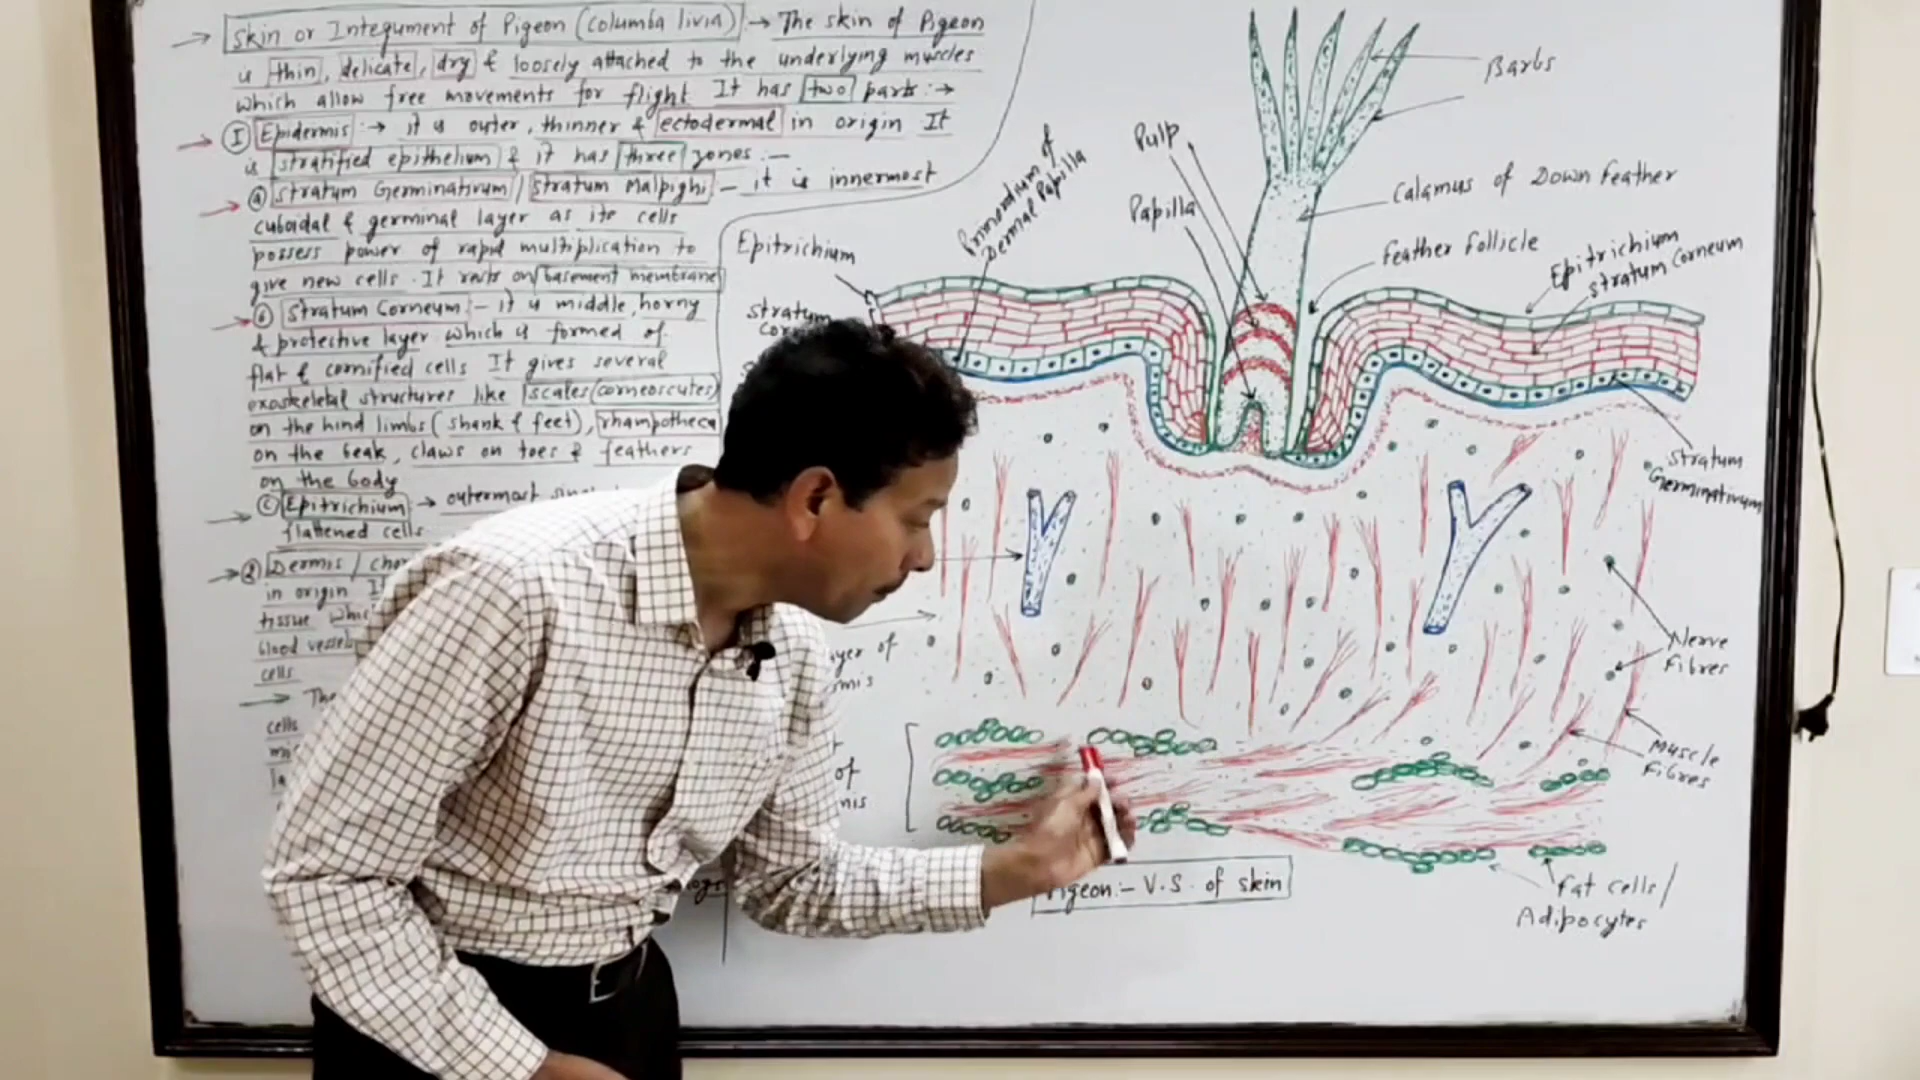 Skin or Integument of Pigeon (columba livia) → The skin of Pigeon
is thin, delicate, dry & loosely attached to the underlying muscles
which allow free movements for flight. It has two parts :→
① Epidermis :→ it is outer, thinner & ectodermal in origin It
is stratified epithelium & it has three zones :—
ⓐ Stratum Germinativum / Stratum Malpighi — it is innermost
cuboidal & germinal layer as its cells
possess power of rapid multiplication to
give new cells. It rests on basement membrane
ⓑ Stratum Corneum – it is middle, horny
& protective layer which is formed of
flat & cornified cells It gives several
exoskeletal structures like scales/corneoscutes)
on the hind limbs (shank & feet), rhampotheca
on the beak, claws on toes & feathers
on the body
ⓒ Epitrichium → outermost
flattened cells
② Dermis /
in origin
tissue
blood vessels
cells
cells
Barbs
Pulp
Papilla
Calamus of Down Feather
Feather Follicle
Epitrichium
Stratum Corneum
Primordium of
Dermal Papilla
Epitrichium
Stratum
Stratum
Germinativum
Nerve
Fibres
Muscle
Fibres
of
of
Fat cells /
Adipocytes
V.S. of skin